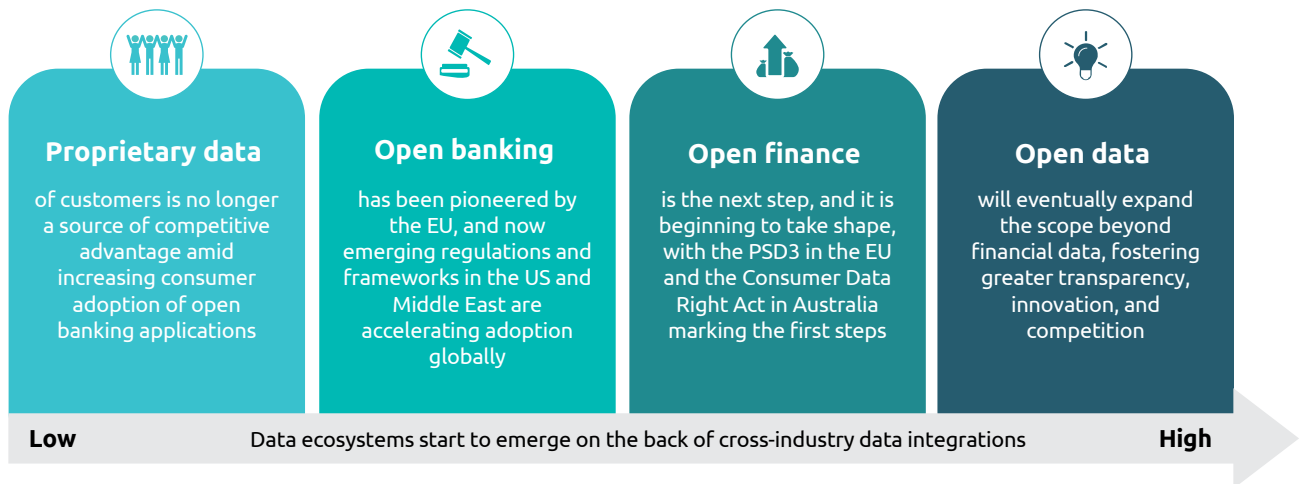 Proprietary data
of customers is no longer
a source of competitive
advantage amid
increasing consumer
adoption of open
banking applications
Open banking
has been pioneered by
the EU, and now
emerging regulations and
frameworks in the US and
Middle East are
accelerating adoption
globally
Open finance
is the next step, and it is
beginning to take shape,
with the PSD3 in the EU
and the Consumer Data
Right Act in Australia
marking the first steps
Open data
will eventually expand
the scope beyond
financial data, fostering
greater transparency,
innovation, and
competition
Low
Data ecosystems start to emerge on the back of cross-industry data integrations
High